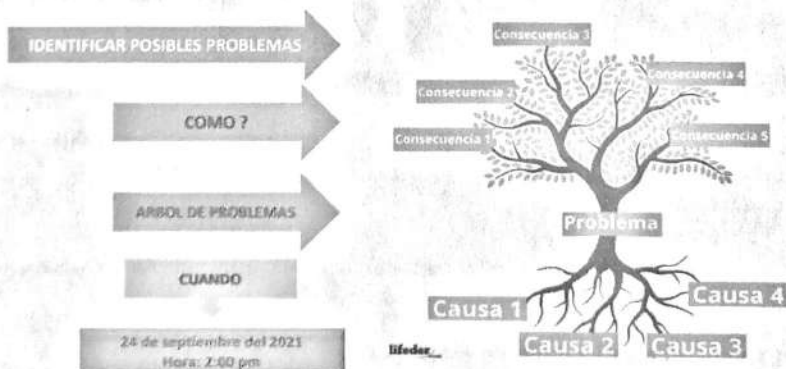 IDENTIFICAR POSIBLES PROBLEMAS
COMO ?
ARBOL DE PROBLEMAS
CUANDO
24 de septiembre del 2021
Hora: 2:00 pm
Consecuencia 3
Consecuencia 4
Consecuencia 2
Consecuencia 1
Consecuencia 5
Problema
Causa 1
Causa 4
Causa 2
Causa 3
lifeder